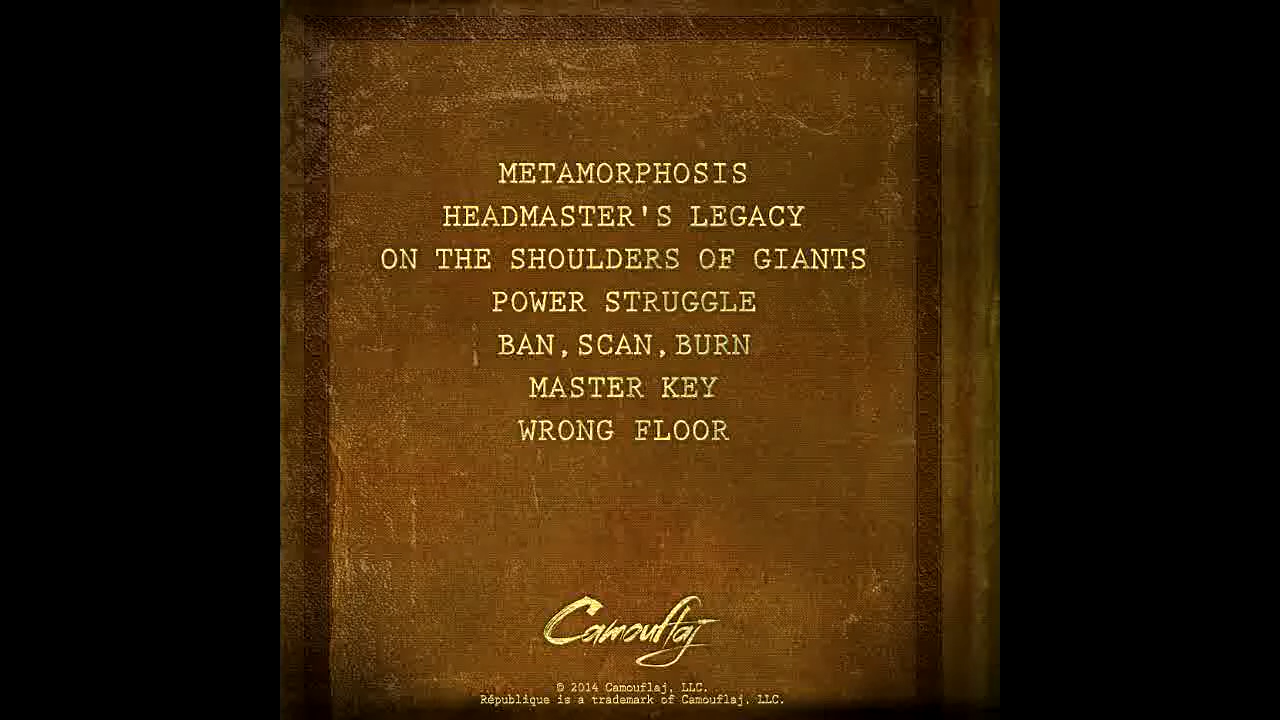 METAMORPHOSIS
HEADMASTER'S LEGACY
ON THE SHOULDERS OF GIANTS
POWER STRUGGLE
BAN,SCAN,BURN
MASTER KEY
WRONG FLOOR
Camouflaj
© 2014 Camouflaj, LLC.
République is a trademark of Camouflaj, LLC.